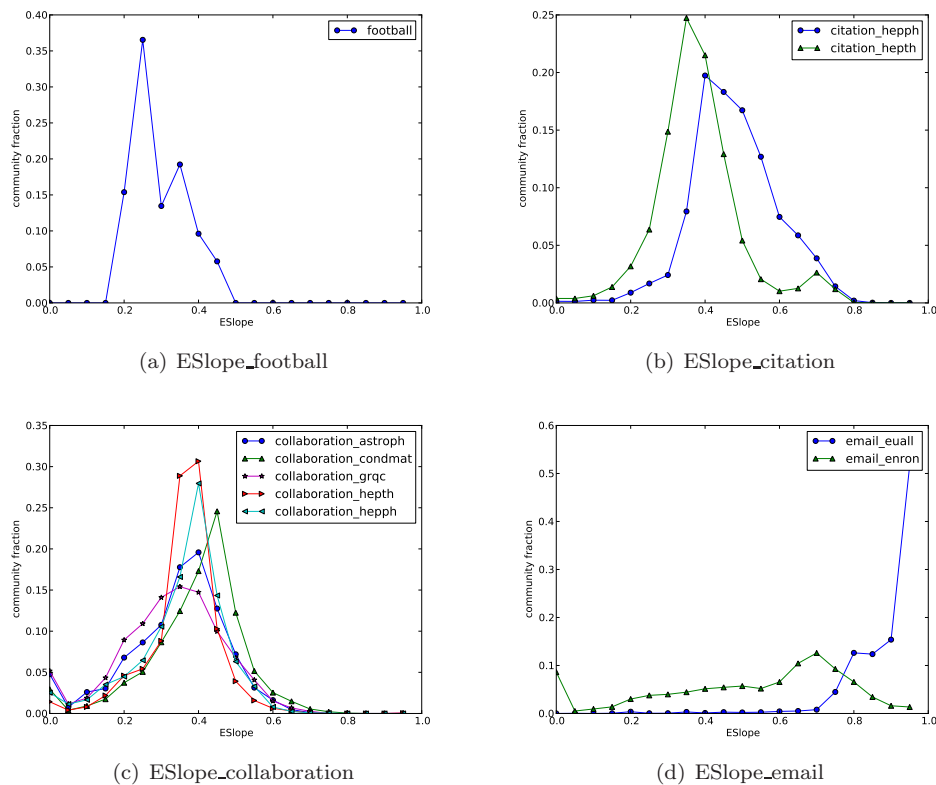 0.40
0.35
0.30
0.25
0.20
0.15
0.10
0.05
0.00
0.0 0.2 0.4 0.6 0.8 1.0
community fraction
ESlope
football
(a) ESlope_football
0.25
0.20
0.15
0.10
0.05
0.00
0.0 0.2 0.4 0.6 0.8 1.0
community fraction
ESlope
citation_hepph
citation_hepth
(b) ESlope_citation
0.35
0.30
0.25
0.20
0.15
0.10
0.05
0.00
0.0 0.2 0.4 0.6 0.8 1.0
community fraction
ESlope
collaboration_astroph
collaboration_condmat
collaboration_grqc
collaboration_hepth
collaboration_hepph
(c) ESlope_collaboration
0.6
0.5
0.4
0.3
0.2
0.1
0.0
0.0 0.2 0.4 0.6 0.8 1.0
community fraction
ESlope
email_euall
email_enron
(d) ESlope_email